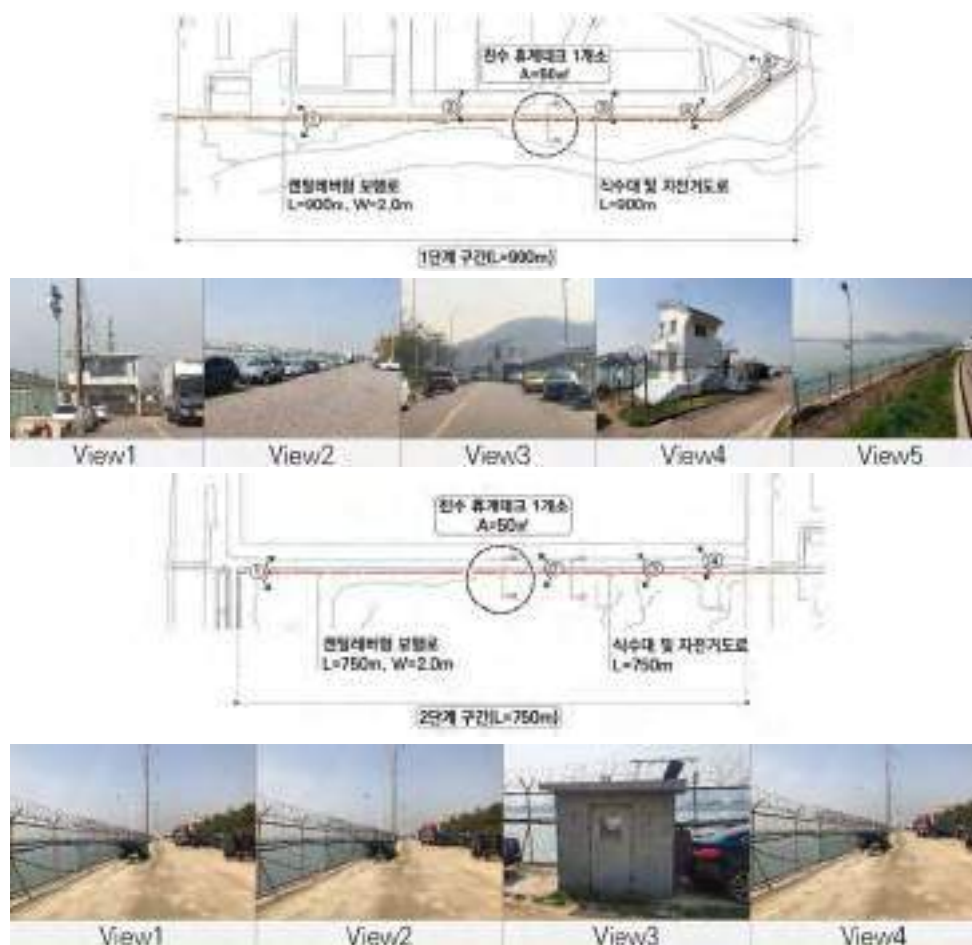 친수 휴게데크 1개소
A=50㎡
캔틸레버형 보행로
L=900m, W=2.0m
식수대 및 자전거도로
L=900m
1단계 구간(L=900m)
View1
View2
View3
View4
View5
친수 휴게데크 1개소
A=50㎡
캔틸레버형 보행로
L=750m, W=2.0m
식수대 및 자전거도로
L=750m
2단계 구간(L=750m)
View1
View2
View3
View4